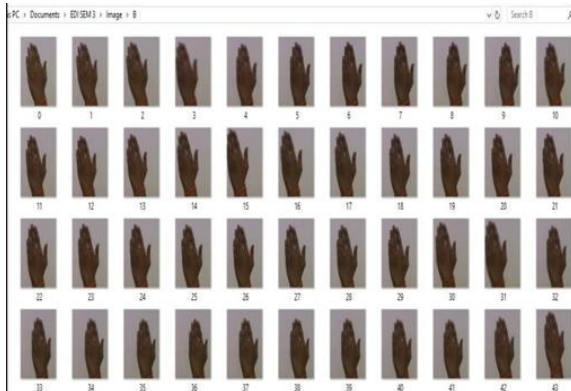 is PC > Documents > EDI SEM 3 > Image > B
Search B
0 1 2 3 4 5 6 7 8 9 10
11 12 13 14 15 16 17 18 19 20 21
22 23 24 25 26 27 28 29 30 31 32
33 34 35 36 37 38 39 40 41 42 43